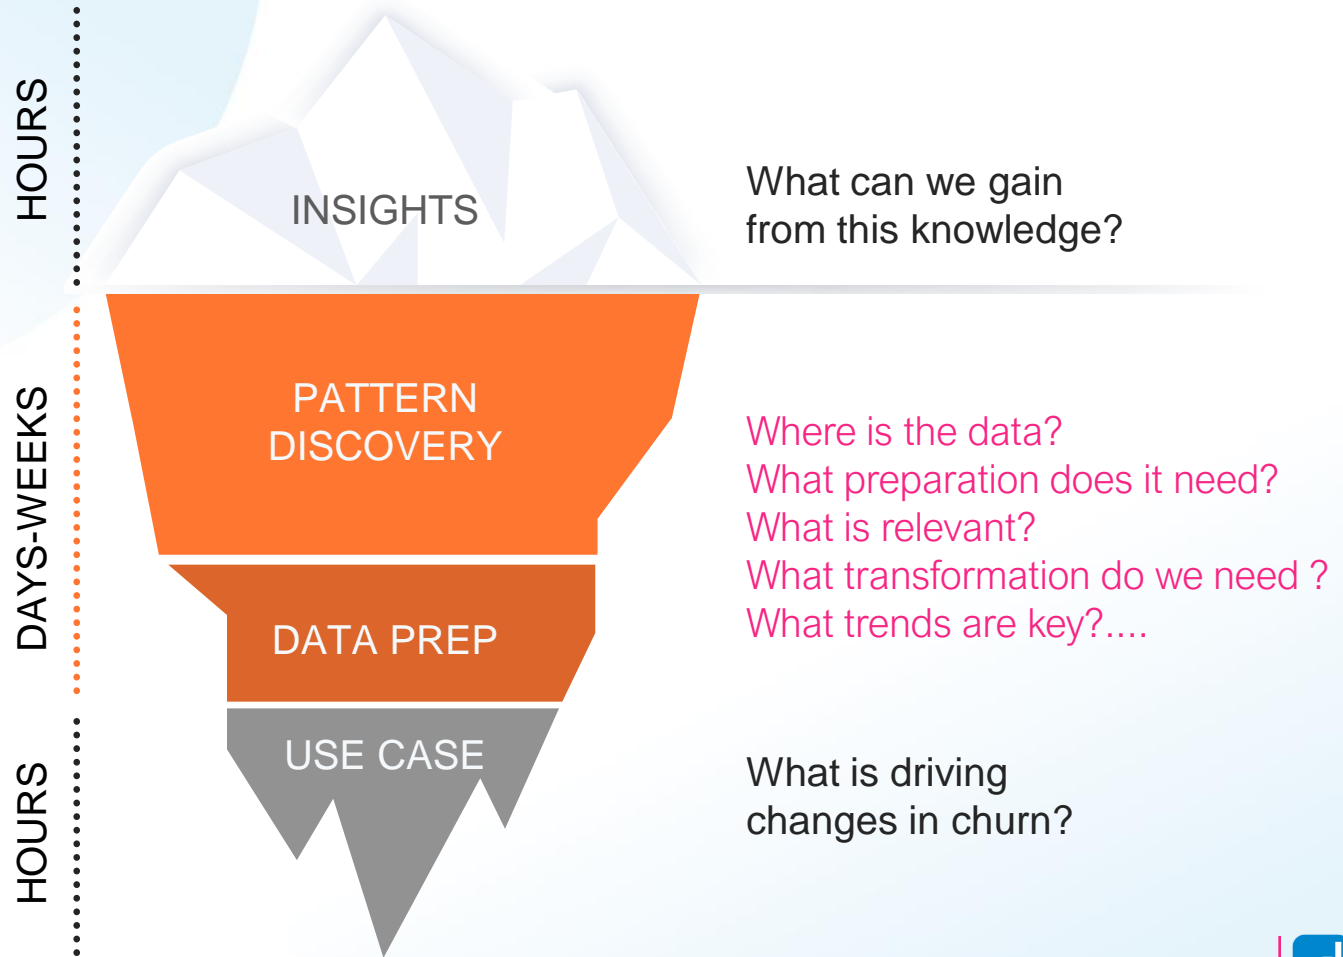 HOURS
INSIGHTS
What can we gain
from this knowledge?
DAYS-WEEKS
PATTERN
DISCOVERY
Where is the data?
What preparation does it need?
What is relevant?
What transformation do we need ?
What trends are key?....
DATA PREP
HOURS
USE CASE
What is driving
changes in churn?